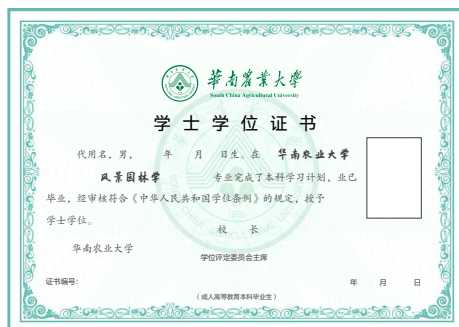 華南農業大學
South China Agricultural University
学士学位证书
代用名，男， 年 月 日生。在 华南农业大学
风景园林学 专业完成了本科学习计划，业已
毕业，经审核符合《中华人民共和国学位条例》的规定，授予
学士学位。
校 长
华南农业大学
学位评定委员会主席
证书编号： 年 月 日
（成人高等教育本科毕业生）